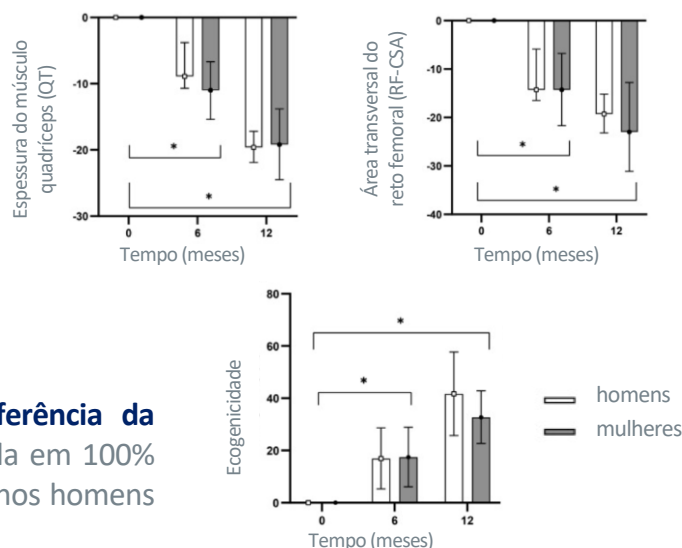 0
-10
-20
-30
Espessura do músculo
quadríceps (QT)
*
*
0
6
12
Tempo (meses)
0
-10
-20
-30
-40
Área transversal do
reto femoral (RF-CSA)
*
*
0
6
12
Tempo (meses)
80
60
40
20
0
Ecogenicidade
*
*
0
6
12
Tempo (meses)
homens
mulheres
ferência da
da em 100%
nos homens